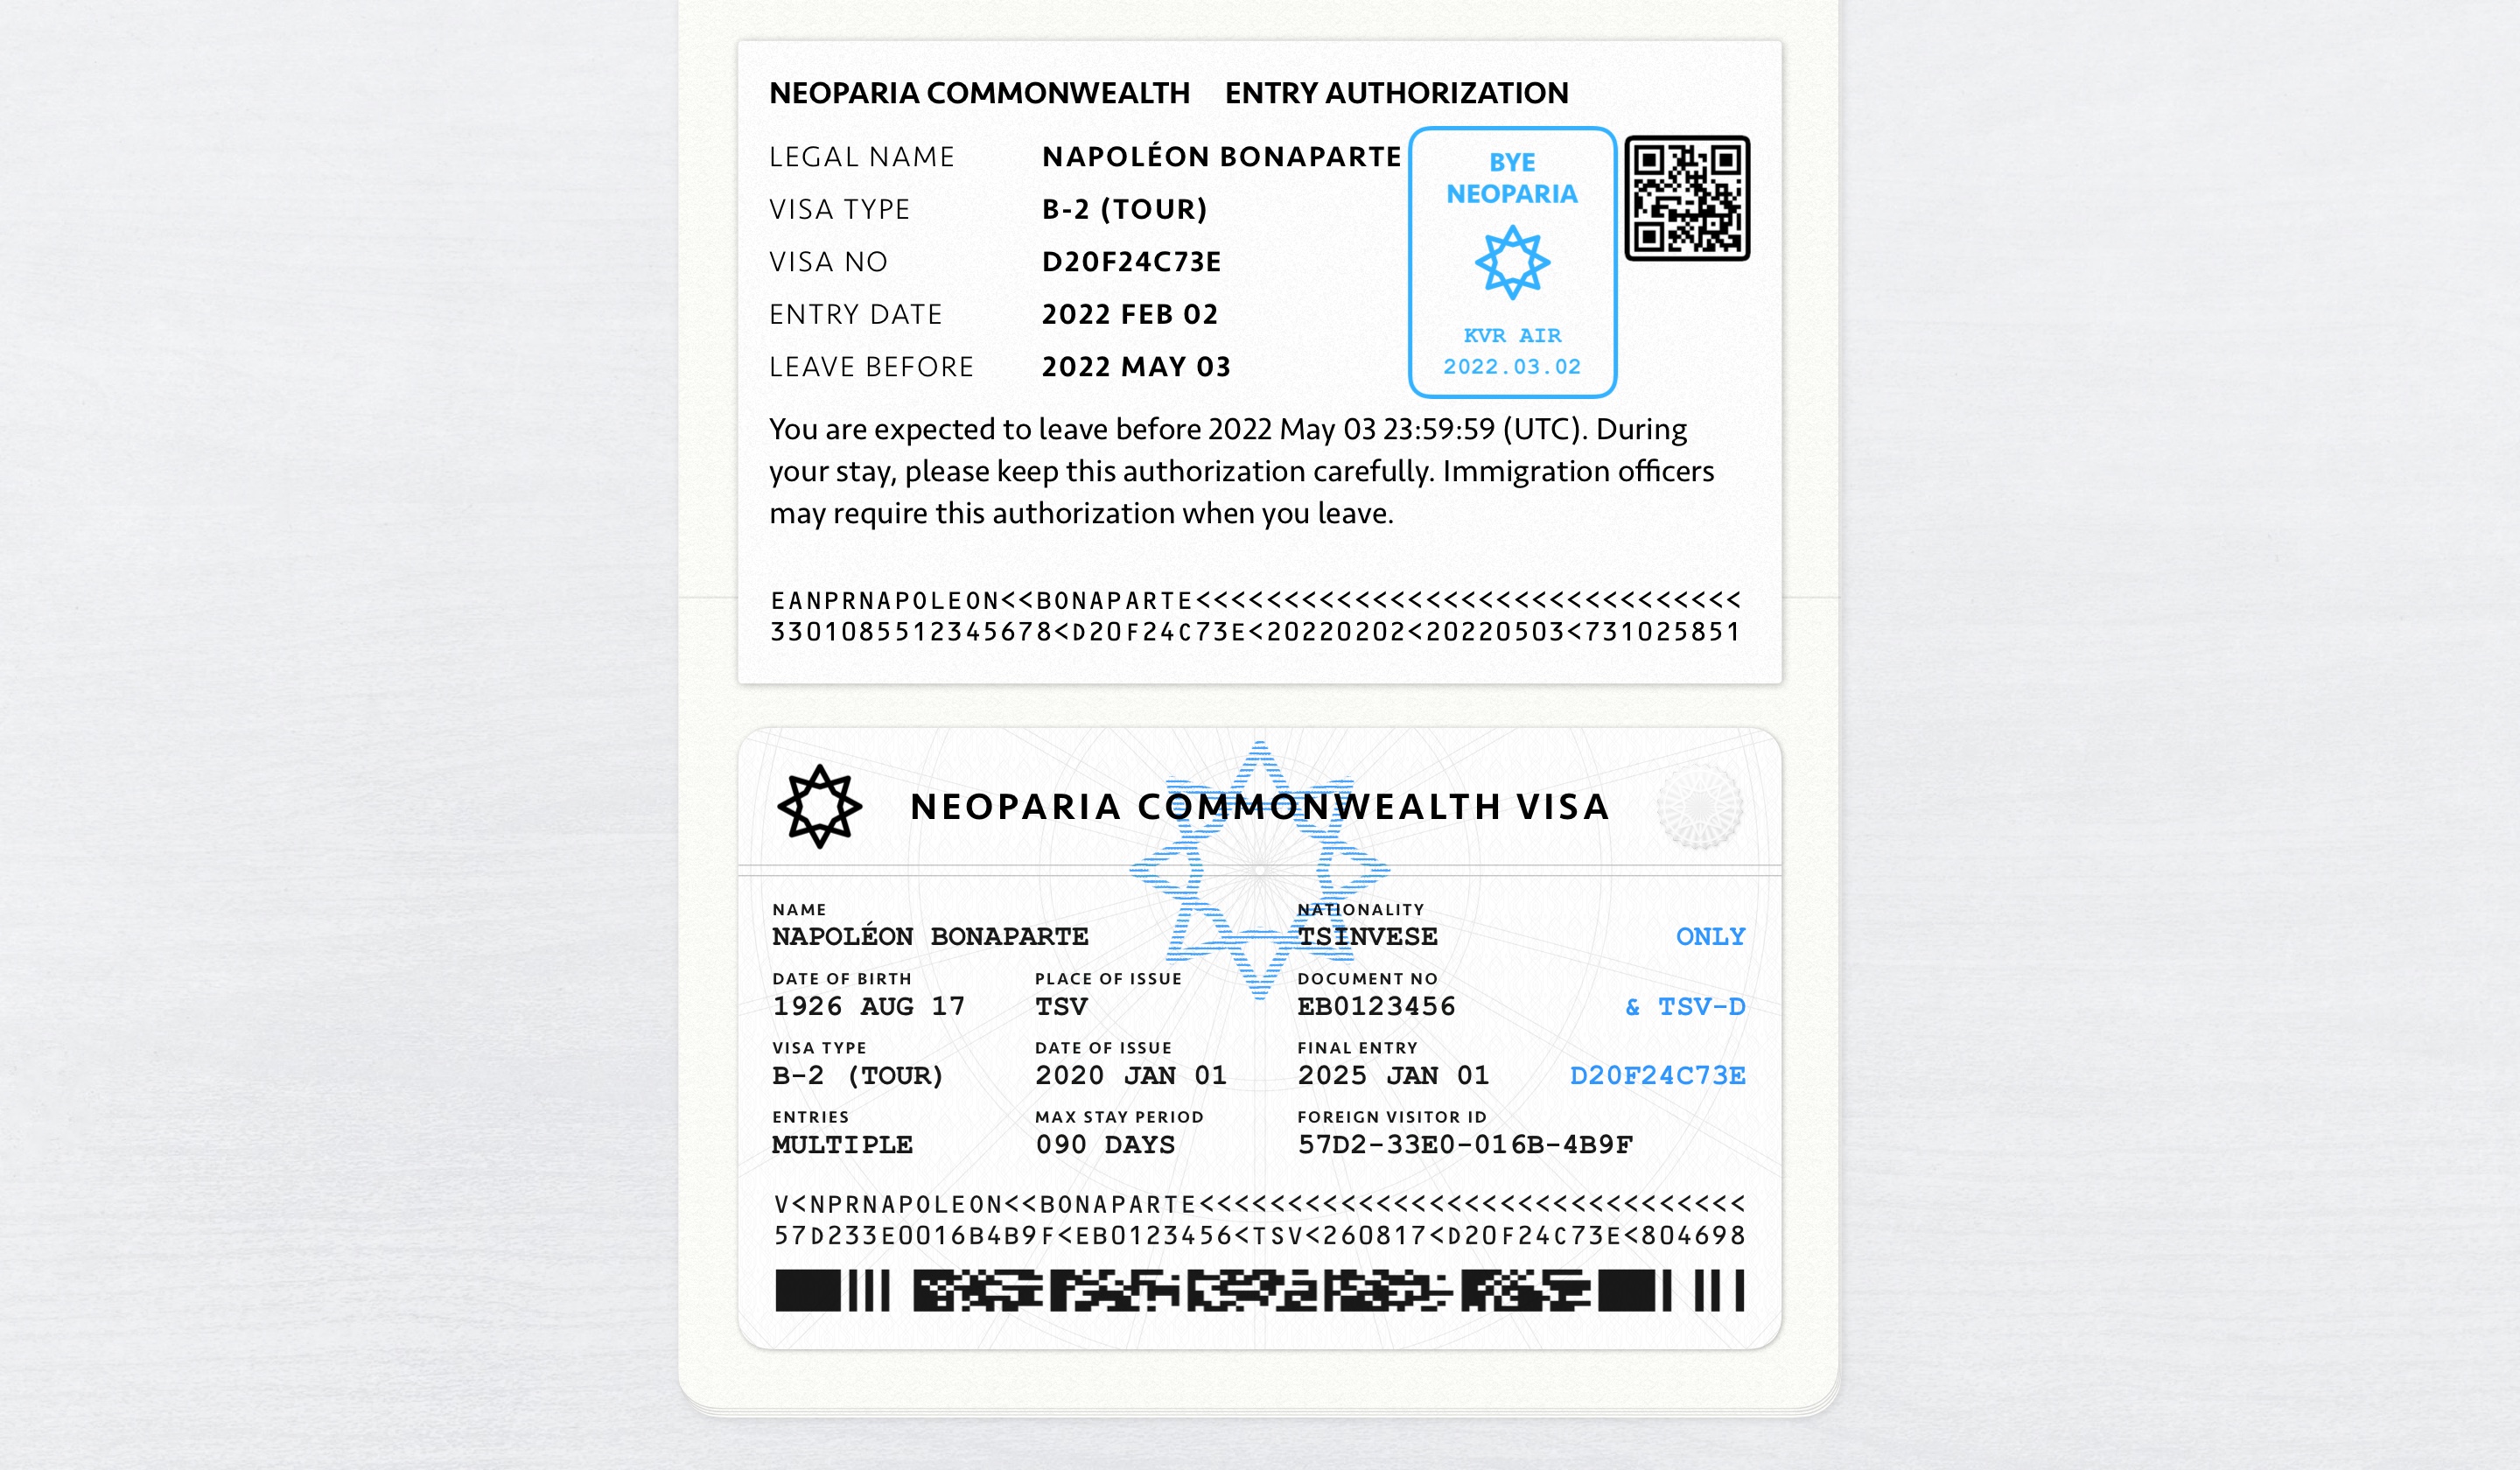 NEOPARIA COMMONWEALTH ENTRY AUTHORIZATION
LEGAL NAME NAPOLÉON BONAPARTE
VISA TYPE B-2 (TOUR)
VISA NO D20F24C73E
ENTRY DATE 2022 FEB 02
LEAVE BEFORE 2022 MAY 03
BYE
NEOPARIA
KVR AIR
2022.03.02
You are expected to leave before 2022 May 03 23:59:59 (UTC). During
your stay, please keep this authorization carefully. Immigration officers
may require this authorization when you leave.
EANPRNAPOLEON<<BONAPARTE<<<<<<<<<<<<<<<<<<<<<<<<<<<<<<<
3301085512345678<D20F24C73E<20220202<20220503<731025851
NEOPARIA COMMONWEALTH VISA
NAME NATIONALITY
NAPOLÉON BONAPARTE TSINVESE ONLY
DATE OF BIRTH PLACE OF ISSUE DOCUMENT NO
1926 AUG 17 TSV EB0123456 & TSV-D
VISA TYPE DATE OF ISSUE FINAL ENTRY
B-2 (TOUR) 2020 JAN 01 2025 JAN 01 D20F24C73E
ENTRIES MAX STAY PERIOD FOREIGN VISITOR ID
MULTIPLE 090 DAYS 57D2-33E0-016B-4B9F
V<NPRNAPOLEON<<BONAPARTE<<<<<<<<<<<<<<<<<<<<<<<<<<<<<<<
57D233E0016B4B9F<EB0123456<TSV<260817<D20F24C73E<804698